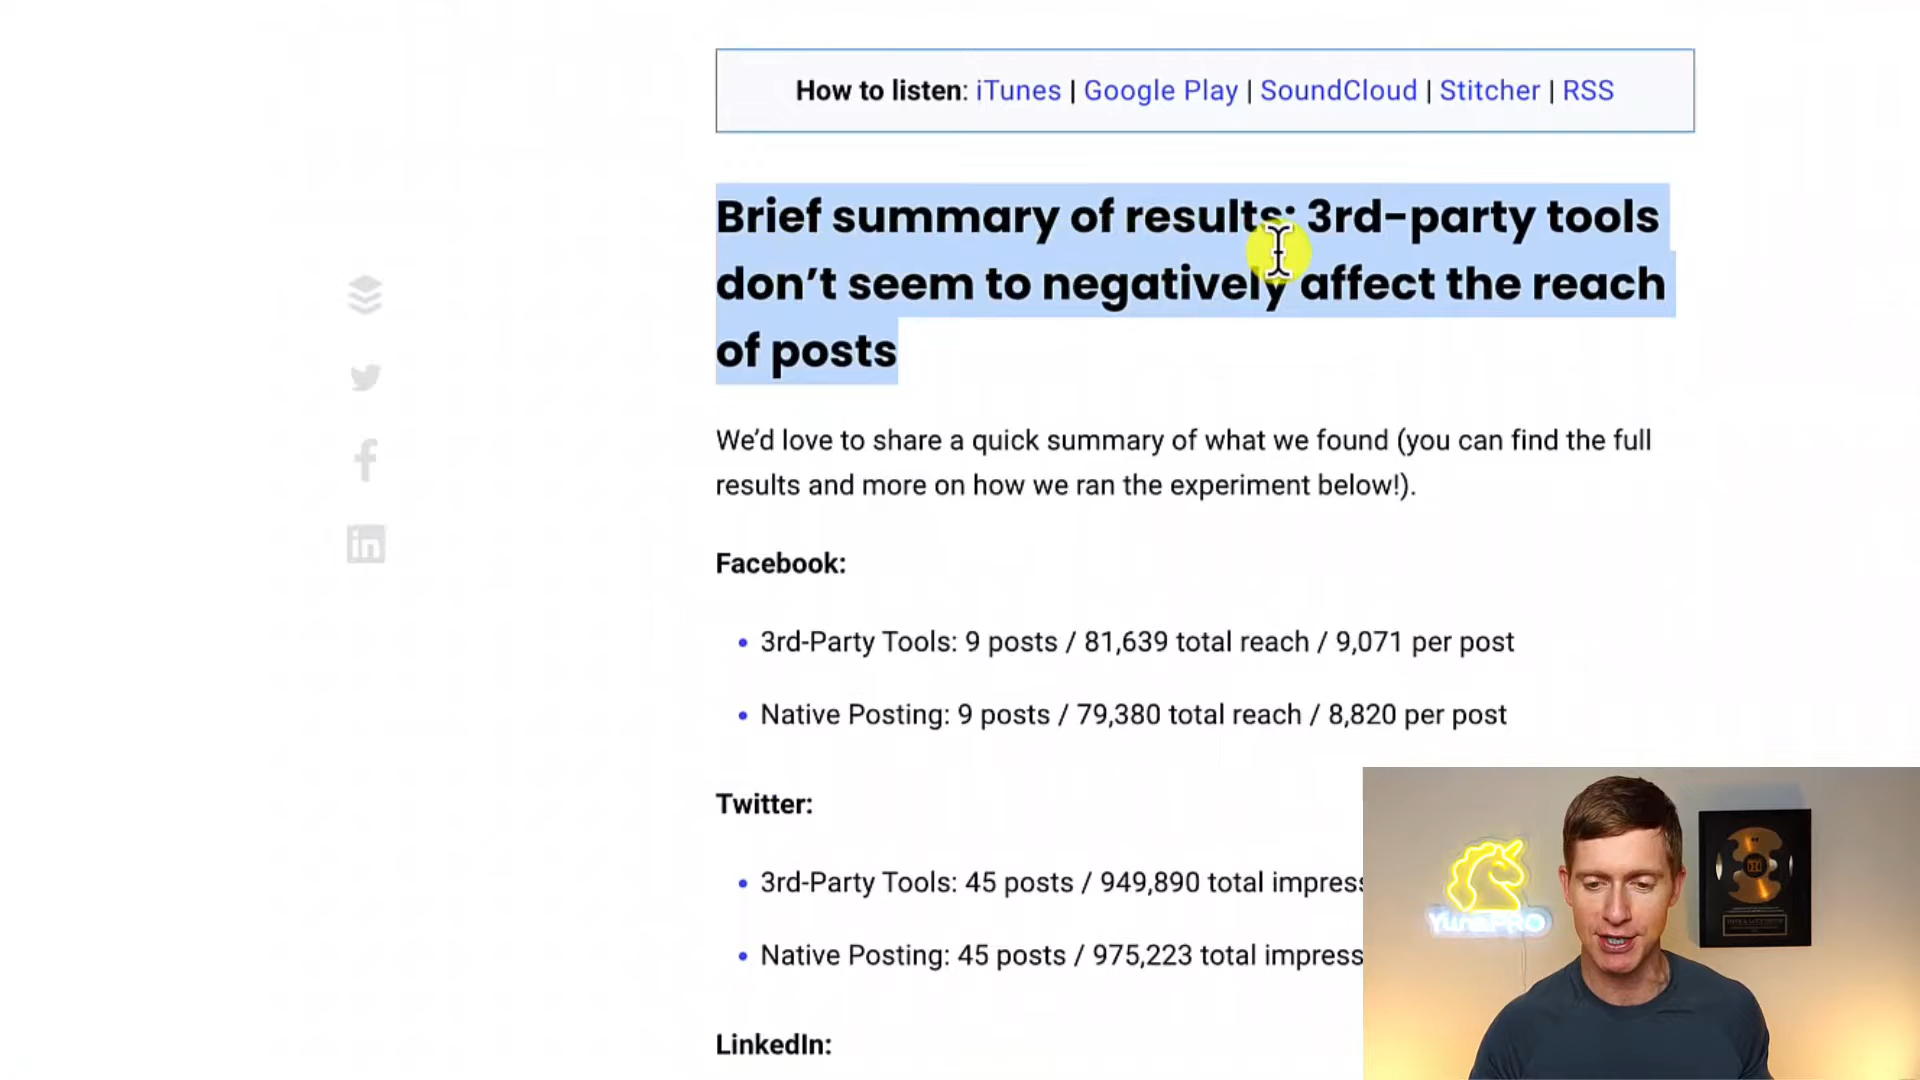 How to listen: iTunes | Google Play | SoundCloud | Stitcher | RSS
Brief summary of results: 3rd-party tools
don’t seem to negatively affect the reach
of posts
We’d love to share a quick summary of what we found (you can find the full
results and more on how we ran the experiment below!).
Facebook:
3rd-Party Tools: 9 posts / 81,639 total reach / 9,071 per post
Native Posting: 9 posts / 79,380 total reach / 8,820 per post
Twitter:
3rd-Party Tools: 45 posts / 949,890 total impress
Native Posting: 45 posts / 975,223 total impress
LinkedIn: